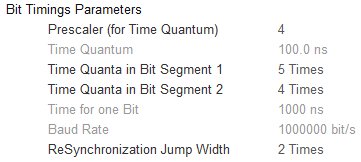 Bit Timings Parameters
Prescaler (for Time Quantum) 4
Time Quantum 100.0 ns
Time Quanta in Bit Segment 1 5 Times
Time Quanta in Bit Segment 2 4 Times
Time for one Bit 1000 ns
Baud Rate 1000000 bit/s
ReSynchronization Jump Width 2 Times